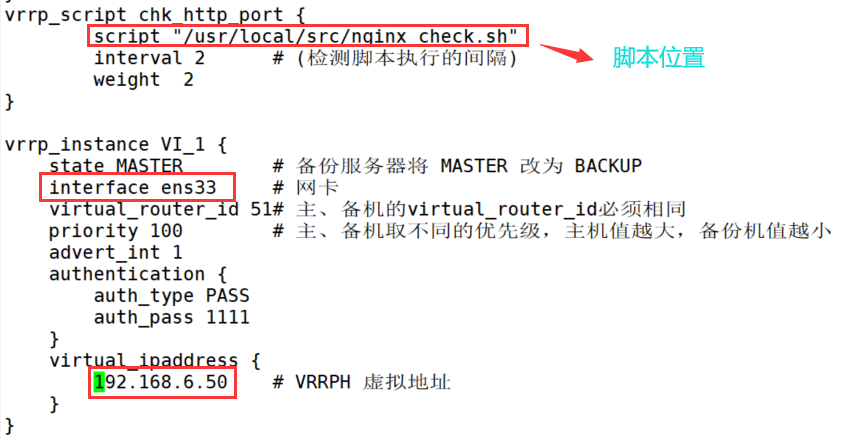 vrrp_script chk_http_port {
script "/usr/local/src/nginx_check.sh"
脚本位置
interval 2 # (检测脚本执行的间隔)
weight 2
}
vrrp_instance VI_1 {
state MASTER # 备份服务器将 MASTER 改为 BACKUP
interface ens33 # 网卡
virtual_router_id 51# 主、备机的virtual_router_id必须相同
priority 100 # 主、备机取不同的优先级，主机值越大，备份机值越小
advert_int 1
authentication {
auth_type PASS
auth_pass 1111
}
virtual_ipaddress {
192.168.6.50 # VRRPH 虚拟地址
}
}